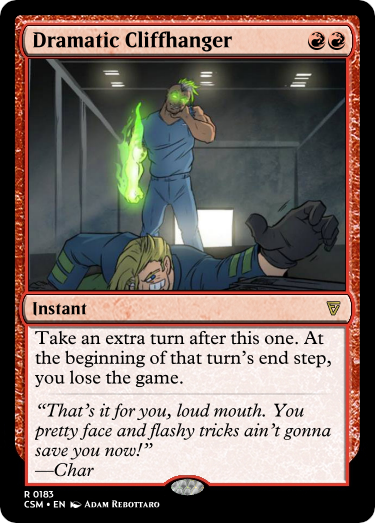 Dramatic Cliffhanger
Instant
Take an extra turn after this one. At
the beginning of that turn's end step,
you lose the game.
“That's it for you, loud mouth. You
pretty face and flashy tricks ain't gonna
save you now!”
—Char
R 0183
CSM • EN Adam Rebottaro